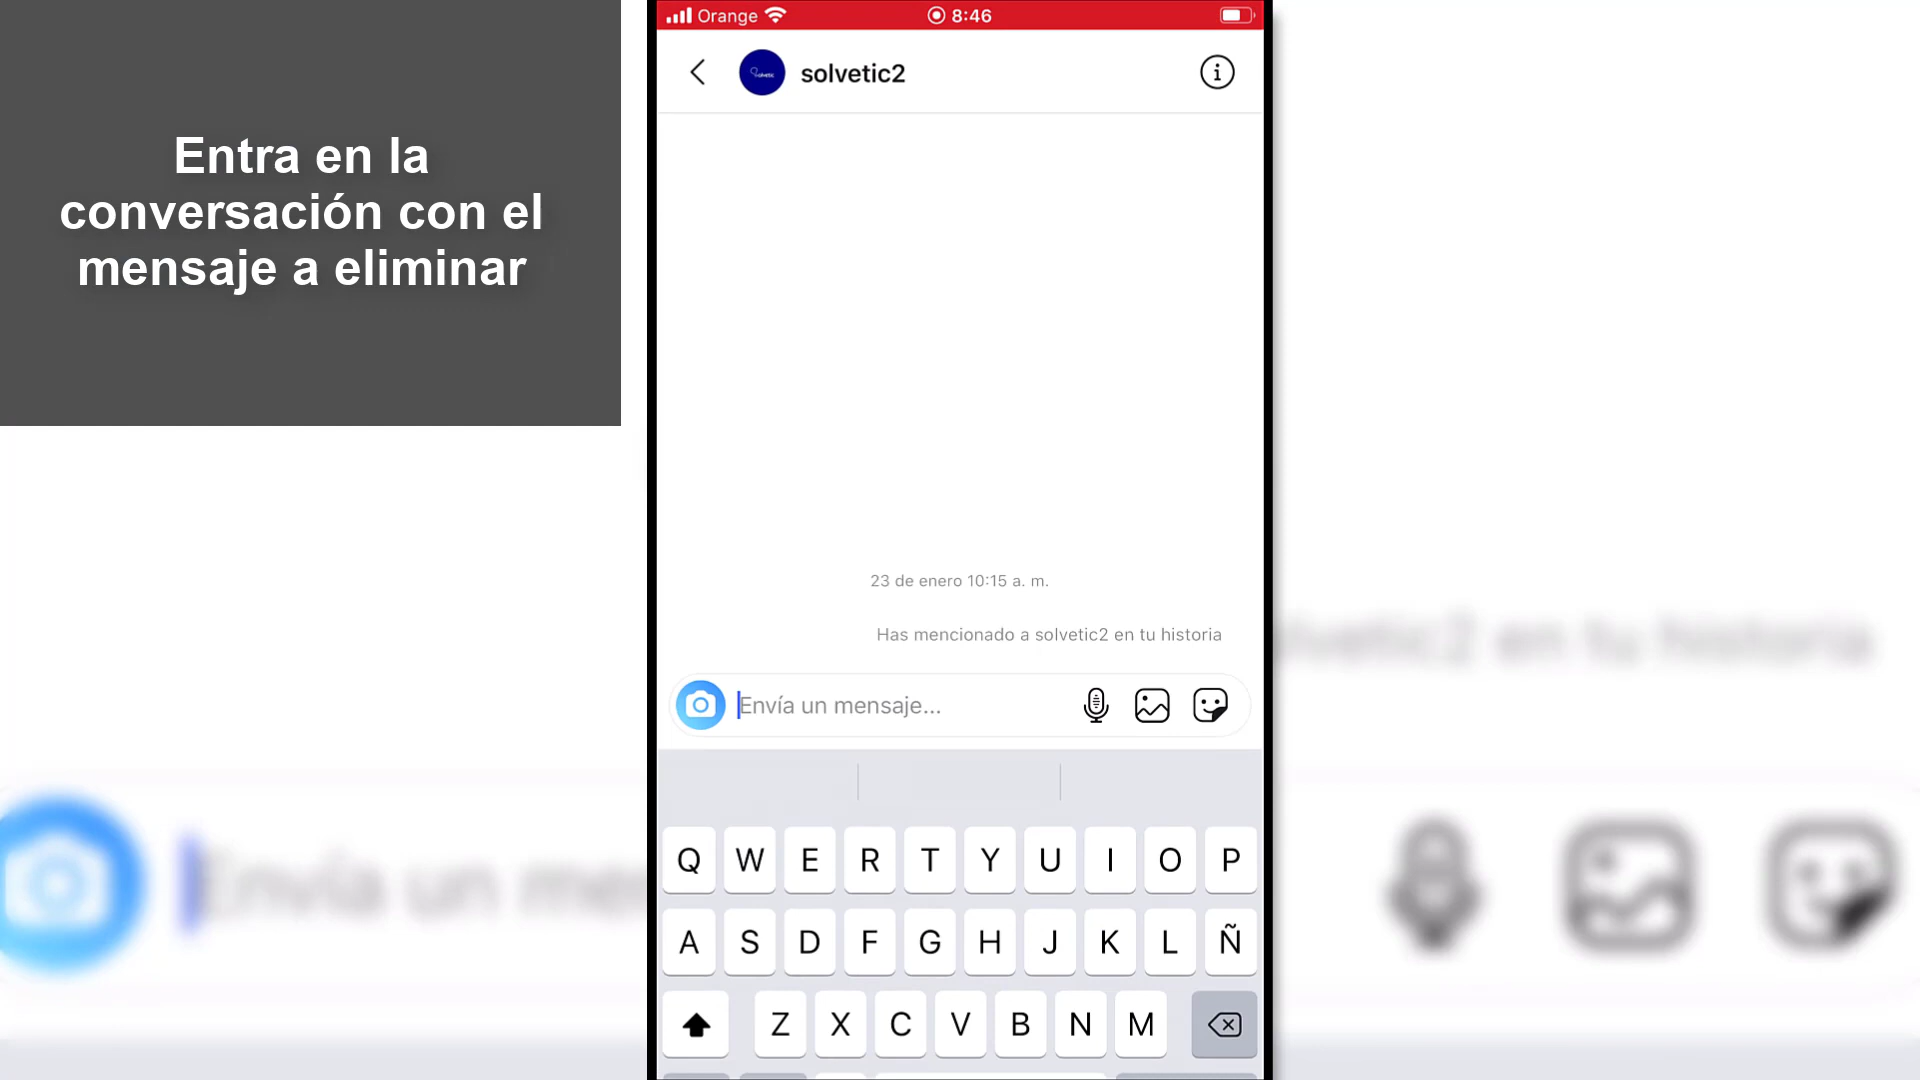 Entra en la
conversación con el
mensaje a eliminar
Orange 8:46
solvetic2
23 de enero 10:15 a. m.
Has mencionado a solvetic2 en tu historia
Envía un mensaje...
Q W E R T Y U I O P
A S D F G H J K L Ñ
Z X C V B N M